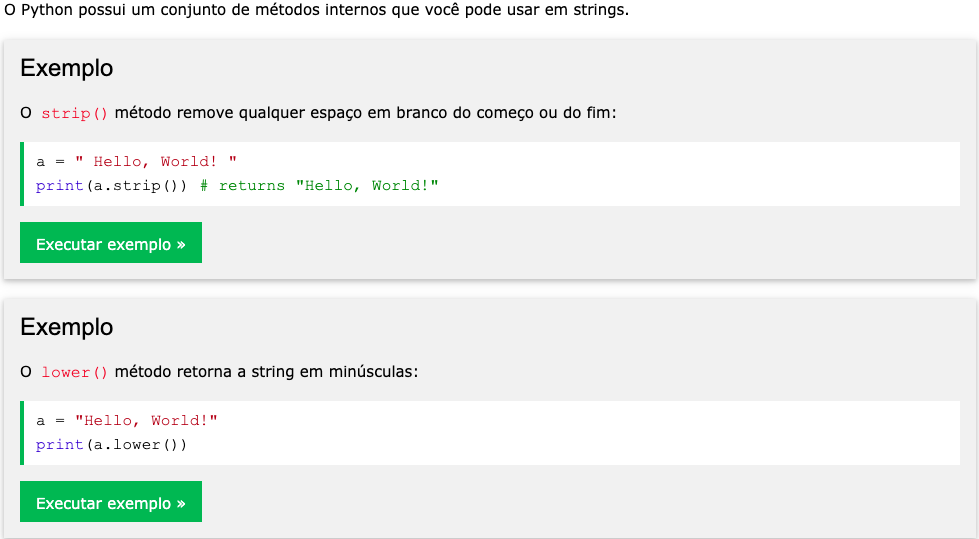 O Python possui um conjunto de métodos internos que você pode usar em strings.
Exemplo
O strip() método remove qualquer espaço em branco do começo ou do fim:
a = " Hello, World! "
print(a.strip()) # returns "Hello, World!"
Executar exemplo »
Exemplo
O lower() método retorna a string em minúsculas:
a = "Hello, World!"
print(a.lower())
Executar exemplo »